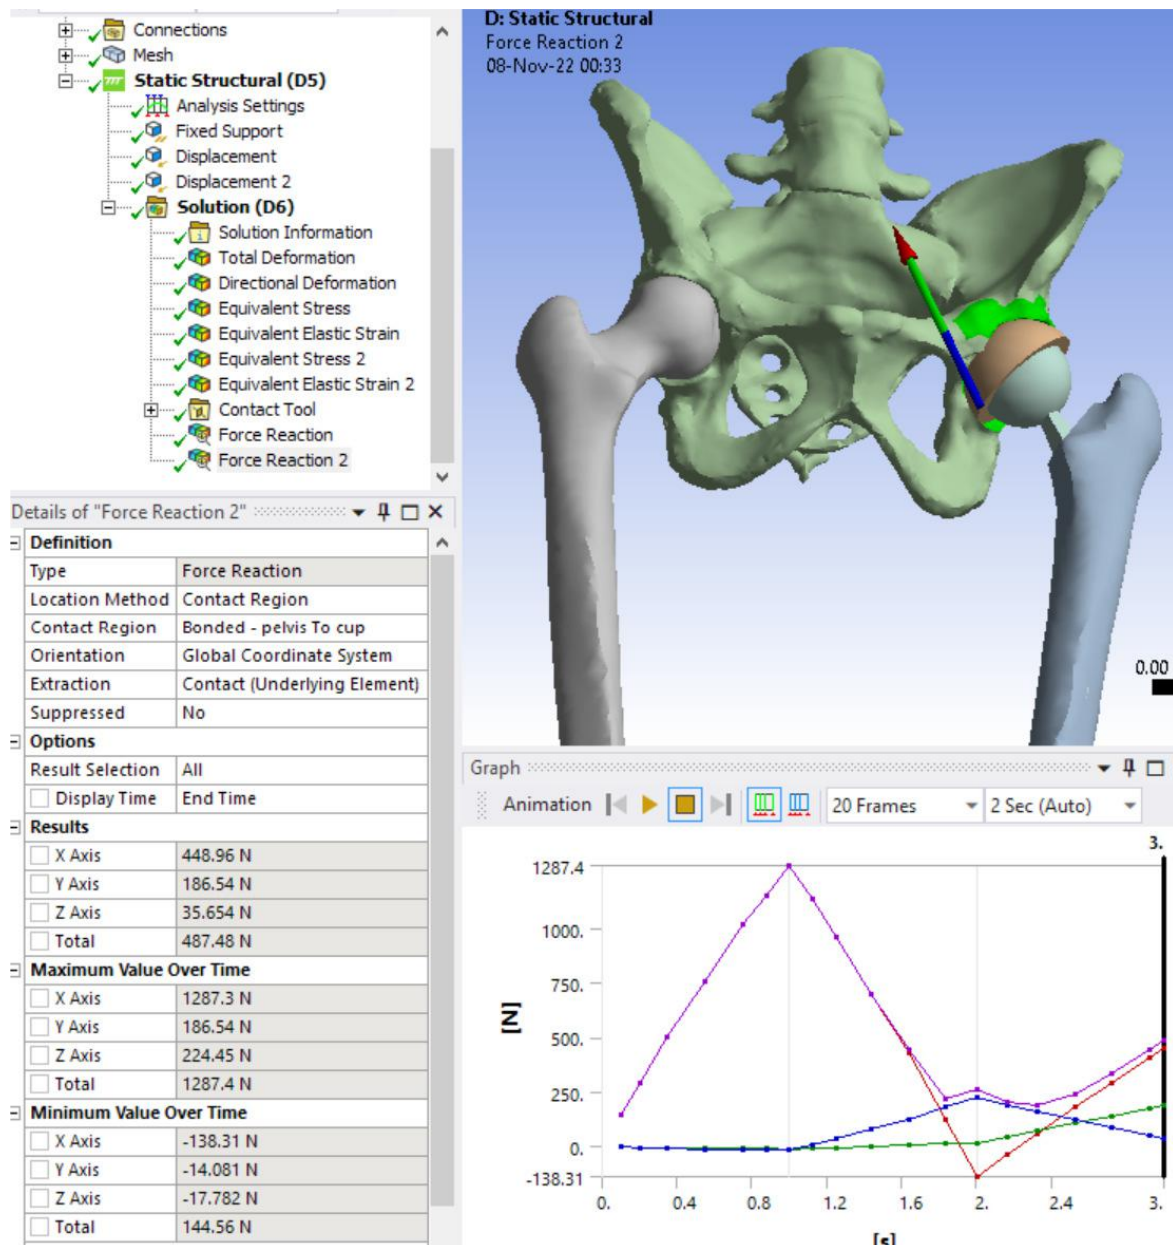 Connections
Mesh
Static Structural (D5)
Analysis Settings
Fixed Support
Displacement
Displacement 2
Solution (D6)
Solution Information
Total Deformation
Directional Deformation
Equivalent Stress
Equivalent Elastic Strain
Equivalent Stress 2
Equivalent Elastic Strain 2
Contact Tool
Force Reaction
Force Reaction 2
Details of "Force Reaction 2"
Definition
Type Force Reaction
Location Method Contact Region
Contact Region Bonded - pelvis To cup
Orientation Global Coordinate System
Extraction Contact (Underlying Element)
Suppressed No
Options
Result Selection All
Display Time End Time
Results
X Axis 448.96 N
Y Axis 186.54 N
Z Axis 35.654 N
Total 487.48 N
Maximum Value Over Time
X Axis 1287.3 N
Y Axis 186.54 N
Z Axis 224.45 N
Total 1287.4 N
Minimum Value Over Time
X Axis -138.31 N
Y Axis -14.081 N
Z Axis -17.782 N
Total 144.56 N
D: Static Structural
Force Reaction 2
08-Nov-22 00:33
0.00
Graph
Animation 20 Frames 2 Sec (Auto)
3.
1287.4
1000.
750.
500.
250.
0.
-138.31
[N]
0. 0.4 0.8 1.2 1.6 2. 2.4 3.
[s]